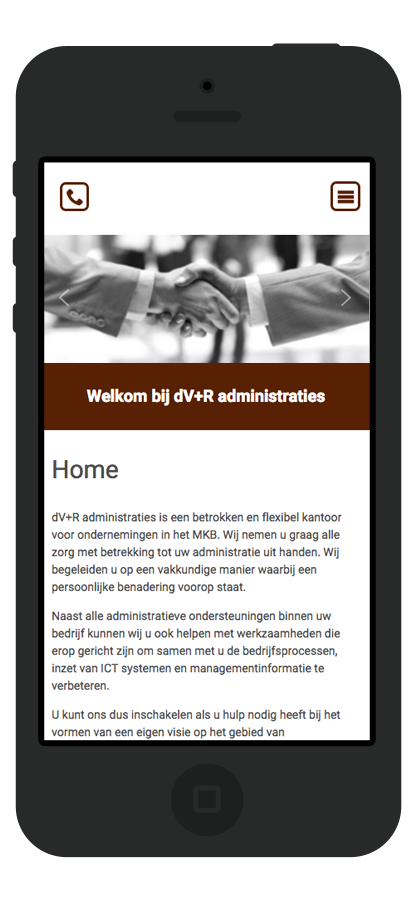 Welkom bij dV+R administraties
Home
dV+R administraties is een betrokken en flexibel kantoor
voor ondernemingen in het MKB. Wij nemen u graag alle
zorg met betrekking tot uw administratie uit handen. Wij
begeleiden u op een vakkundige manier waarbij een
persoonlijke benadering voorop staat.
Naast alle administratieve ondersteuningen binnen uw
bedrijf kunnen wij u ook helpen met werkzaamheden die
erop gericht zijn om samen met u de bedrijfsprocessen,
inzet van ICT systemen en managementinformatie te
verbeteren.
U kunt ons dus inschakelen als u hulp nodig heeft bij het
vormen van een eigen visie op het gebied van